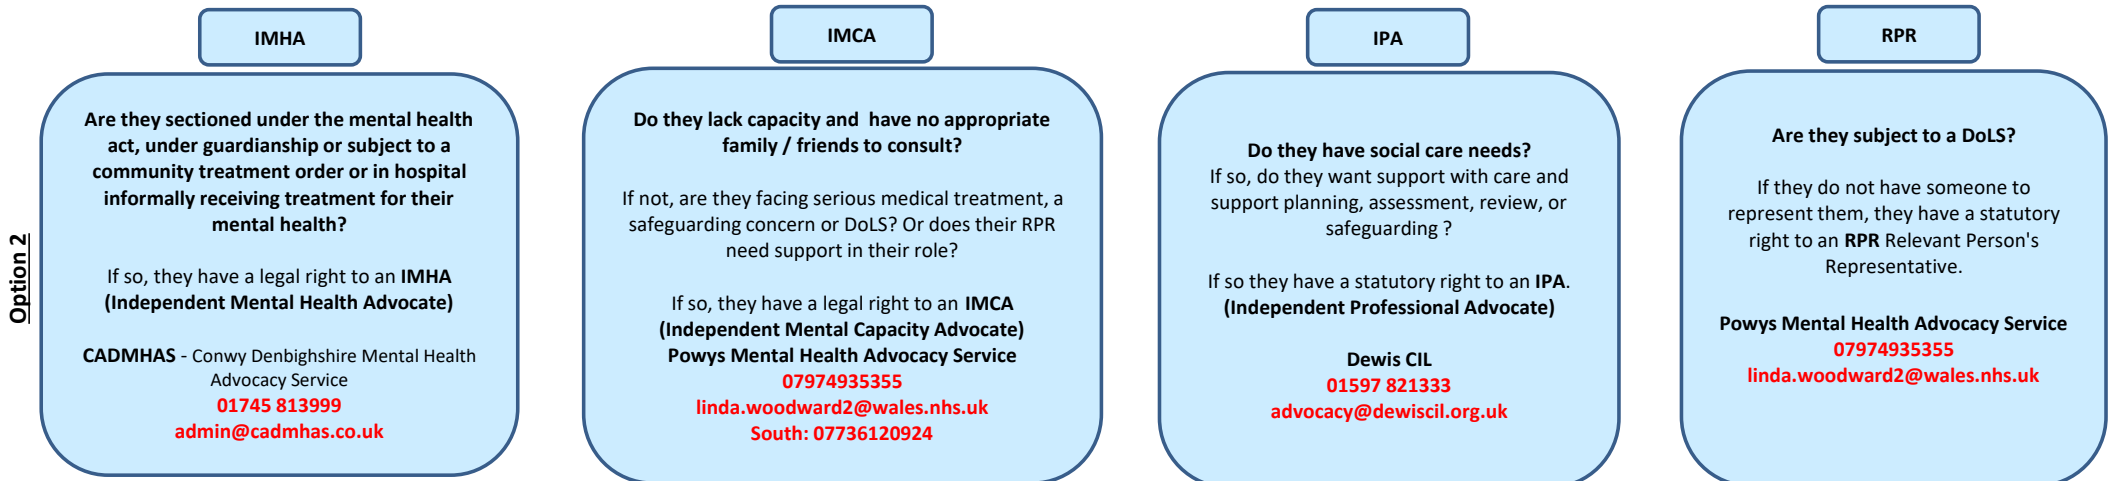 Option 2
IMHA
Are they sectioned under the mental health
act, under guardianship or subject to a
community treatment order or in hospital
informally receiving treatment for their
mental health?
If so, they have a legal right to an IMHA
(Independent Mental Health Advocate)
CADMHAS - Conwy Denbighshire Mental Health
Advocacy Service
01745 813999
admin@cadmhas.co.uk
IMCA
Do they lack capacity and have no appropriate
family / friends to consult?
If not, are they facing serious medical treatment, a
safeguarding concern or DoLS? Or does their RPR
need support in their role?
If so, they have a legal right to an IMCA
(Independent Mental Capacity Advocate)
Powys Mental Health Advocacy Service
07974935355
linda.woodward2@wales.nhs.uk
South: 07736120924
IPA
Do they have social care needs?
If so, do they want support with care and
support planning, assessment, review, or
safeguarding ?
If so they have a statutory right to an IPA.
(Independent Professional Advocate)
Dewis CIL
01597 821333
advocacy@dewiscil.org.uk
RPR
Are they subject to a DoLS?
If they do not have someone to
represent them, they have a statutory
right to an RPR Relevant Person's
Representative.
Powys Mental Health Advocacy Service
07974935355
linda.woodward2@wales.nhs.uk